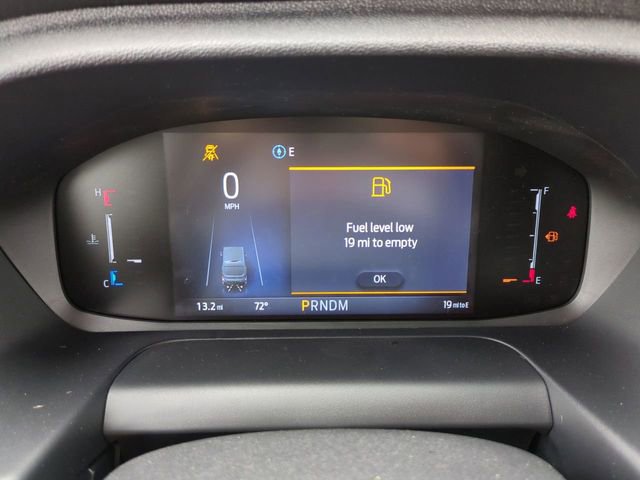 E
H
C
0
MPH
Fuel level low
19 mi to empty
OK
F
E
13.2 mi 72° PRNDM 19 mi to E